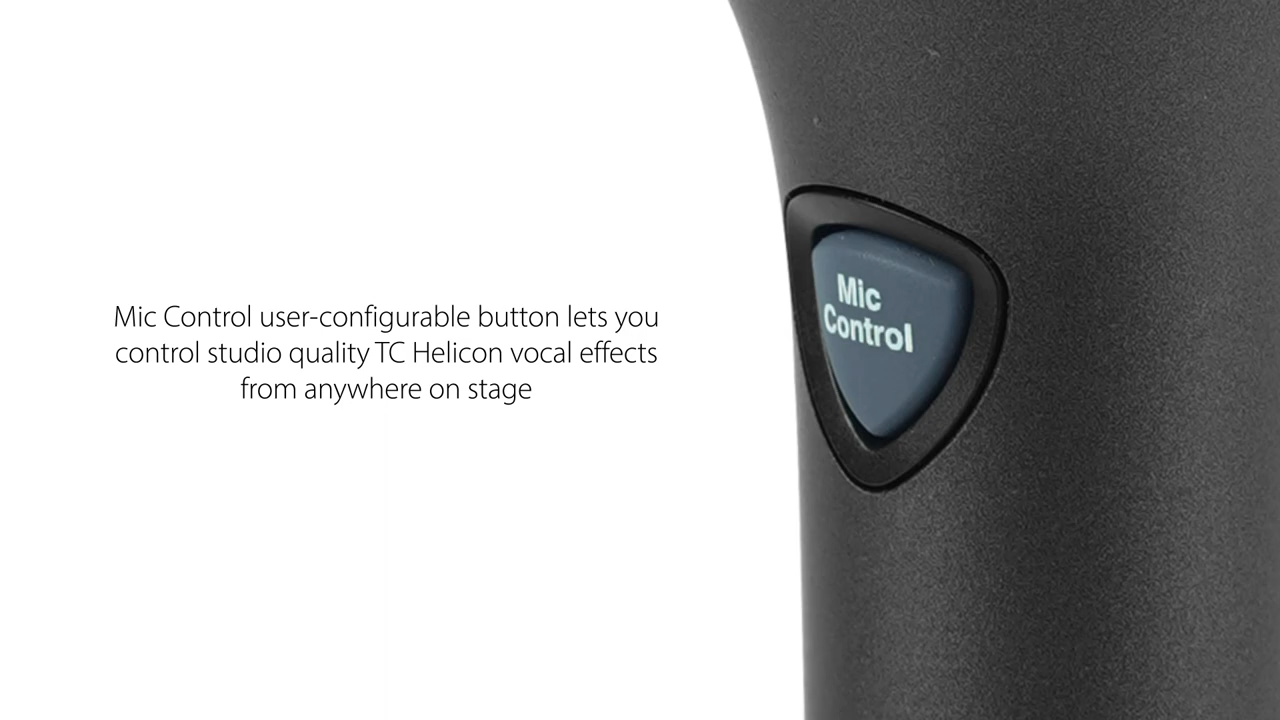 Mic Control user-configurable button lets you
control studio quality TC Helicon vocal effects
from anywhere on stage
Mic
Control